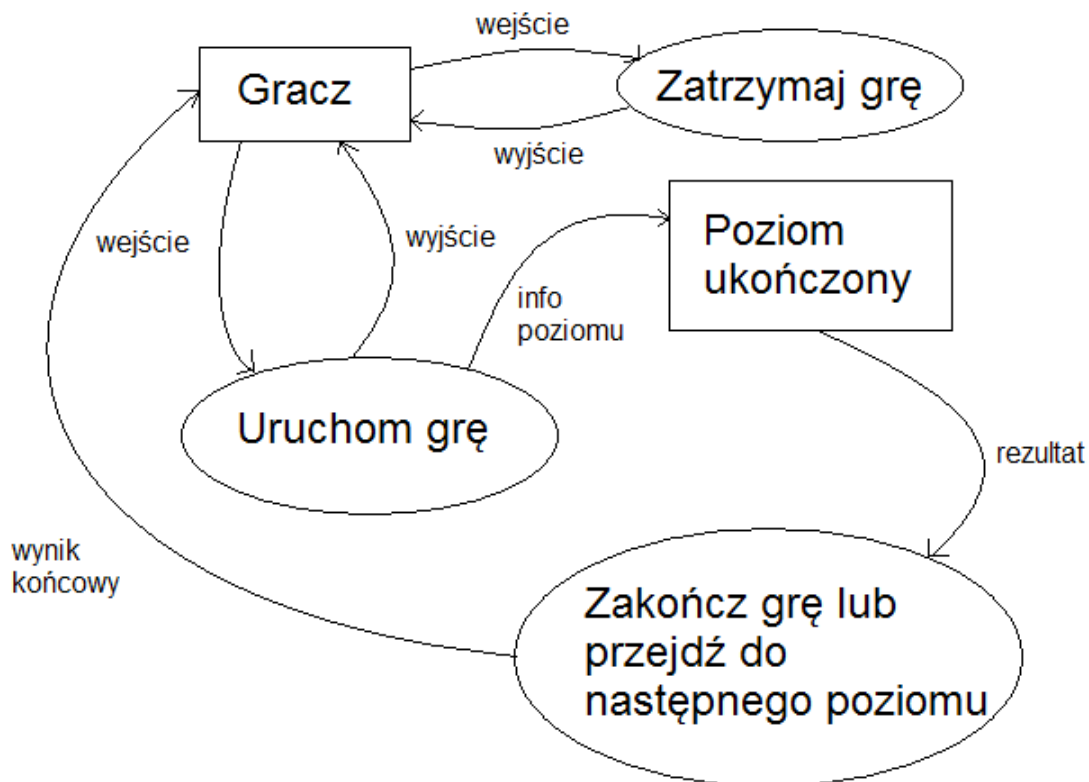 wejście
Gracz
Zatrzymaj grę
wyjście
wejście
wyjście
Poziom
ukończony
info
poziomu
Uruchom grę
rezultat
wynik
końcowy
Zakończ grę lub
przejdź do
następnego poziomu